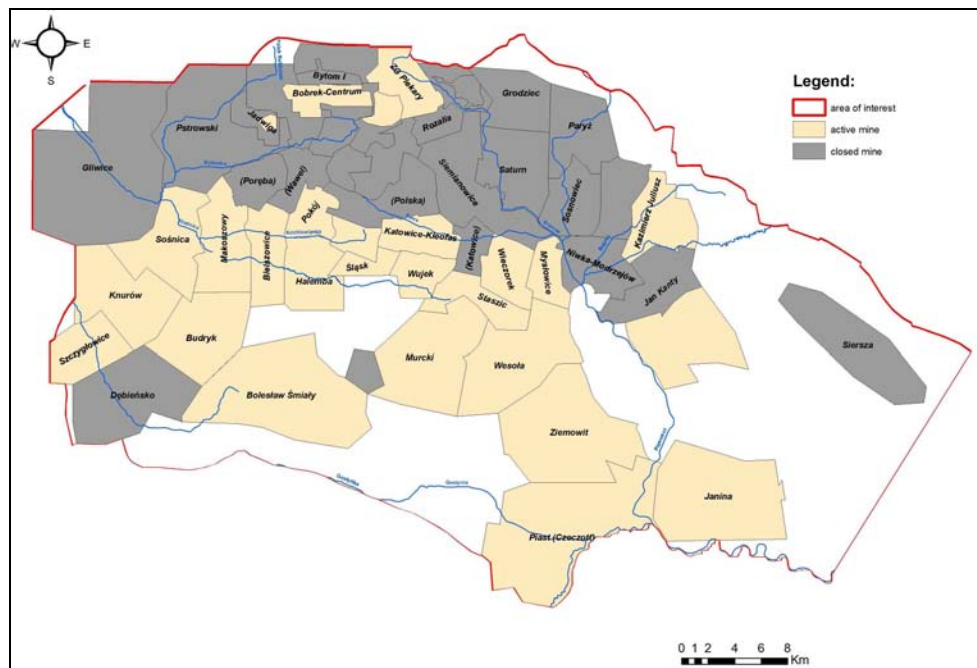 W E
S
Legend:
area of interest
active mine
closed mine
Bytom I
Bobrek-Centrum
ZG Piekary
Grodziec
Jadwiga
Pstrowski
Rozalia
Paryż
Gliwice
(Poręba)
(Wawel)
Siemianowice
Saturn
(Polska)
Sosnowiec
Kazimierz Juliusz
Pokój
Katowice-Kleofas
(Katowice)
Sośnica
Makoszowy
Bielszowice
Śląsk
Wujek
Wieczorek
Mysłowice
Niwka-Modrzejów
Jan Kanty
Halemba
Staszic
Knurów
Szczygłowice
Budryk
Murcki
Wesoła
Siersza
Dębieńsko
Bolesław Śmiały
Ziemowit
Gostynia
Janina
Piast (Czeczott)
0 1 2 4 6 8
Km